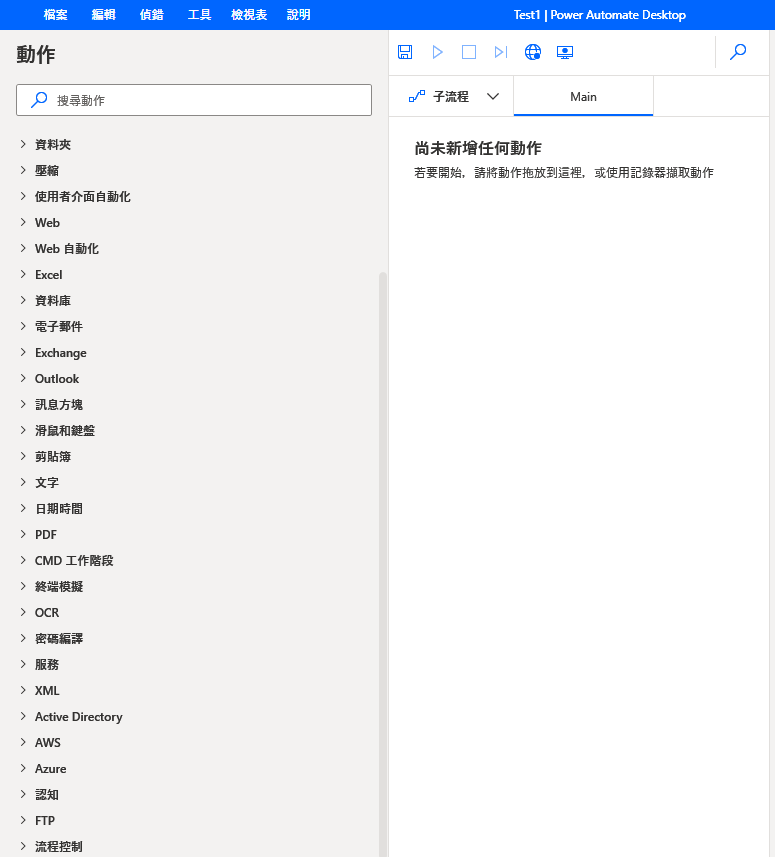 檔案 編輯 偵錯 工具 檢視表 說明
Test1 | Power Automate Desktop
動作
搜尋動作
資料夾
壓縮
使用者介面自動化
Web
Web 自動化
Excel
資料庫
電子郵件
Exchange
Outlook
訊息方塊
滑鼠和鍵盤
剪貼簿
文字
日期時間
PDF
CMD 工作階段
終端模擬
OCR
密碼編譯
服務
XML
Active Directory
AWS
Azure
認知
FTP
流程控制
子流程
Main
尚未新增任何動作
若要開始，請將動作拖放到這裡，或使用記錄器擷取動作